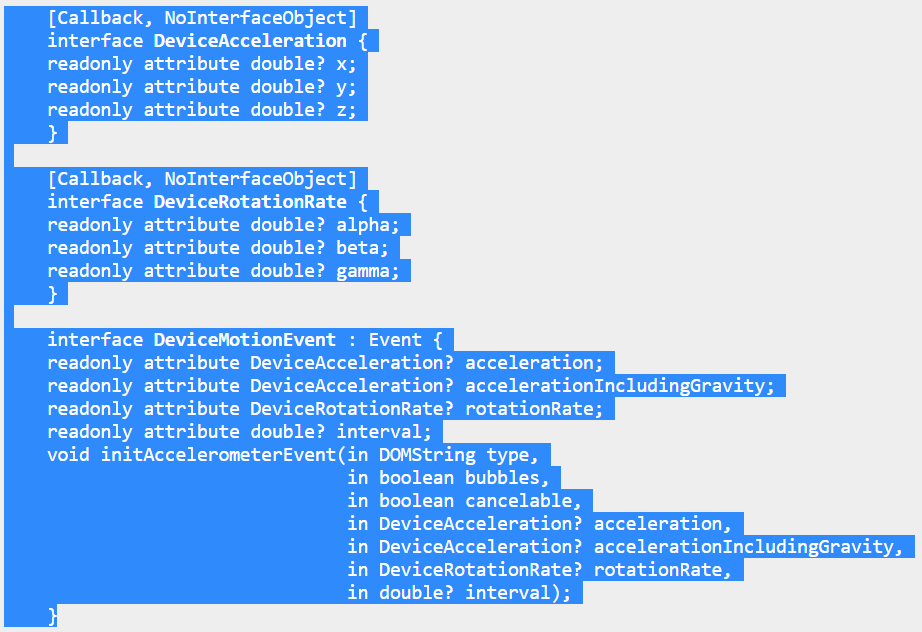 [Callback, NoInterfaceObject]
interface DeviceAcceleration {
readonly attribute double? x;
readonly attribute double? y;
readonly attribute double? z;
}
[Callback, NoInterfaceObject]
interface DeviceRotationRate {
readonly attribute double? alpha;
readonly attribute double? beta;
readonly attribute double? gamma;
}
interface DeviceMotionEvent : Event {
readonly attribute DeviceAcceleration? acceleration;
readonly attribute DeviceAcceleration? accelerationIncludingGravity;
readonly attribute DeviceRotationRate? rotationRate;
readonly attribute double? interval;
void initAccelerometerEvent(in DOMString type,
in boolean bubbles,
in boolean cancelable,
in DeviceAcceleration? acceleration,
in DeviceAcceleration? accelerationIncludingGravity,
in DeviceRotationRate? rotationRate,
in double? interval);
}